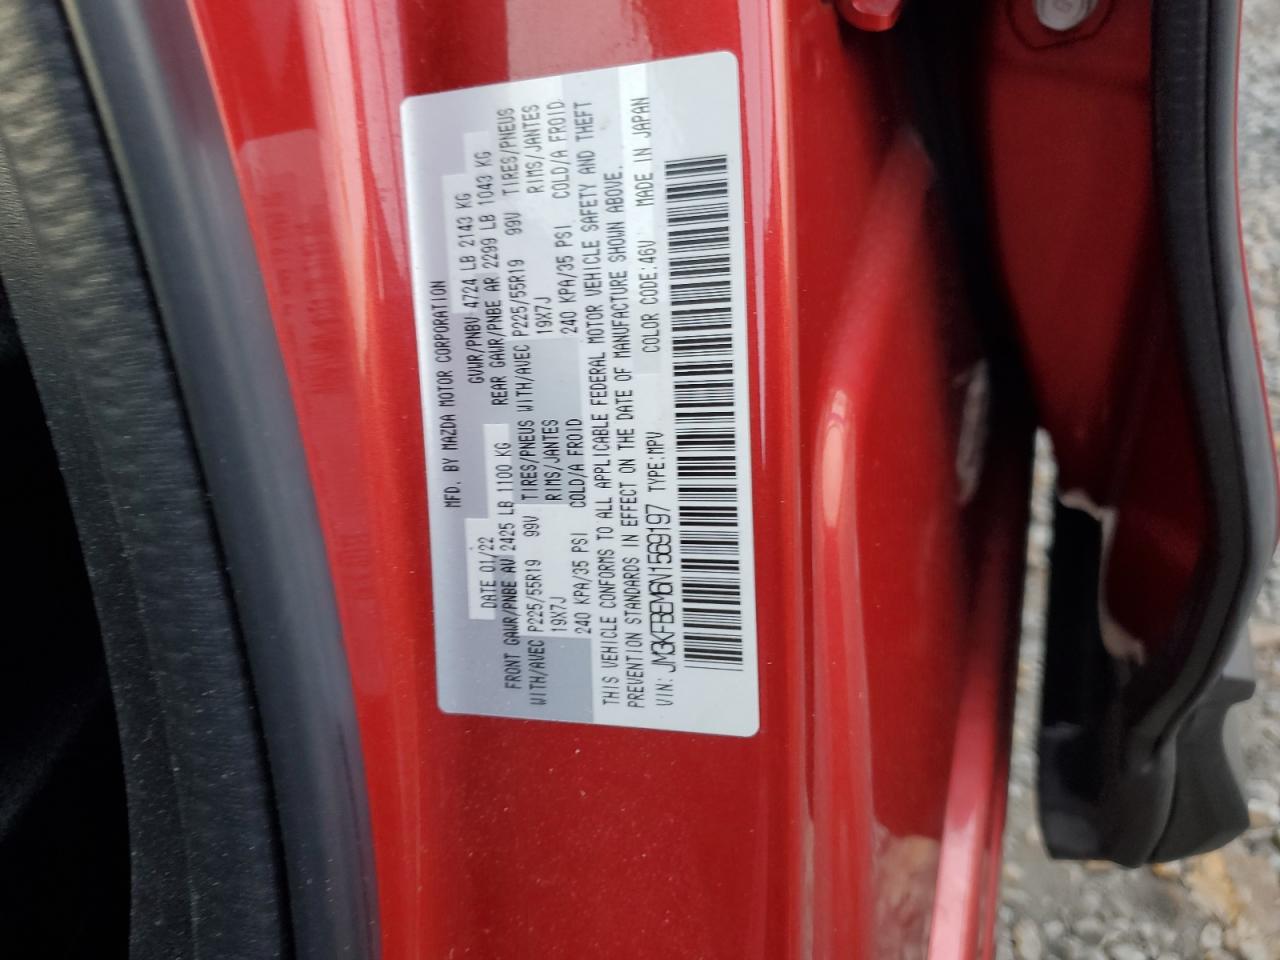 MFD. BY MAZDA MOTOR CORPORATION
DATE 01/22 GVWR/PNBV 4724 LB 2143 KG
FRONT GAWR/PNBE AV 2425 LB 1100 KG REAR GAWR/PNBE AR 2299 LB 1043 KG
WITH/AVEC P225/55R19 99V TIRES/PNEUS WITH/AVEC P225/55R19 99V TIRES/PNEUS
19X7J RIMS/JANTES 19X7J RIMS/JANTES
240 KPA/35 PSI COLD/A FROID 240 KPA/35 PSI COLD/A FROID
THIS VEHICLE CONFORMS TO ALL APPLICABLE FEDERAL MOTOR VEHICLE SAFETY AND THEFT
PREVENTION STANDARDS IN EFFECT ON THE DATE OF MANUFACTURE SHOWN ABOVE.
VIN: JM3KFBEM6N1569197 TYPE:MPV COLOR CODE:46V MADE IN JAPAN